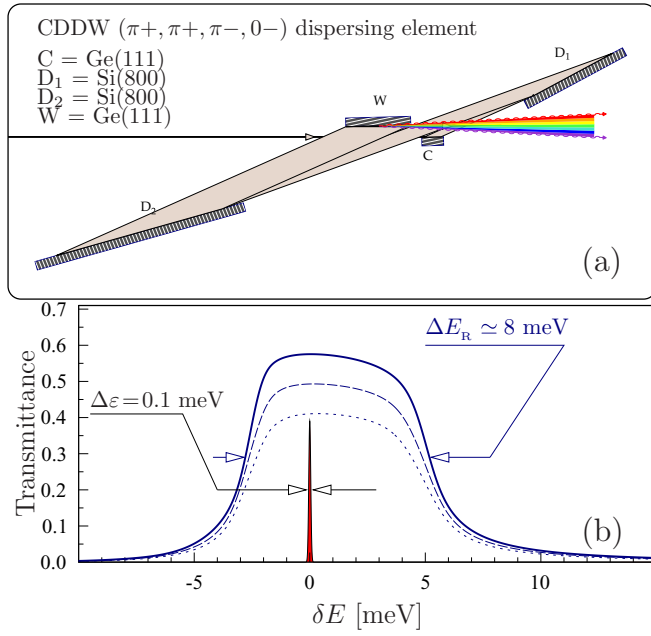 CDDW (π+, π+, π−, 0−) dispersing element
C = Ge(111)
D₁ = Si(800)
D₂ = Si(800)
W = Ge(111)
D₁
W
C
D₂
(a)
0.7
0.6
0.5
0.4
0.3
0.2
0.1
0.0
Transmittance
ΔE_R ≃ 8 meV
Δε=0.1 meV
(b)
-5 0 5 10
δE [meV]